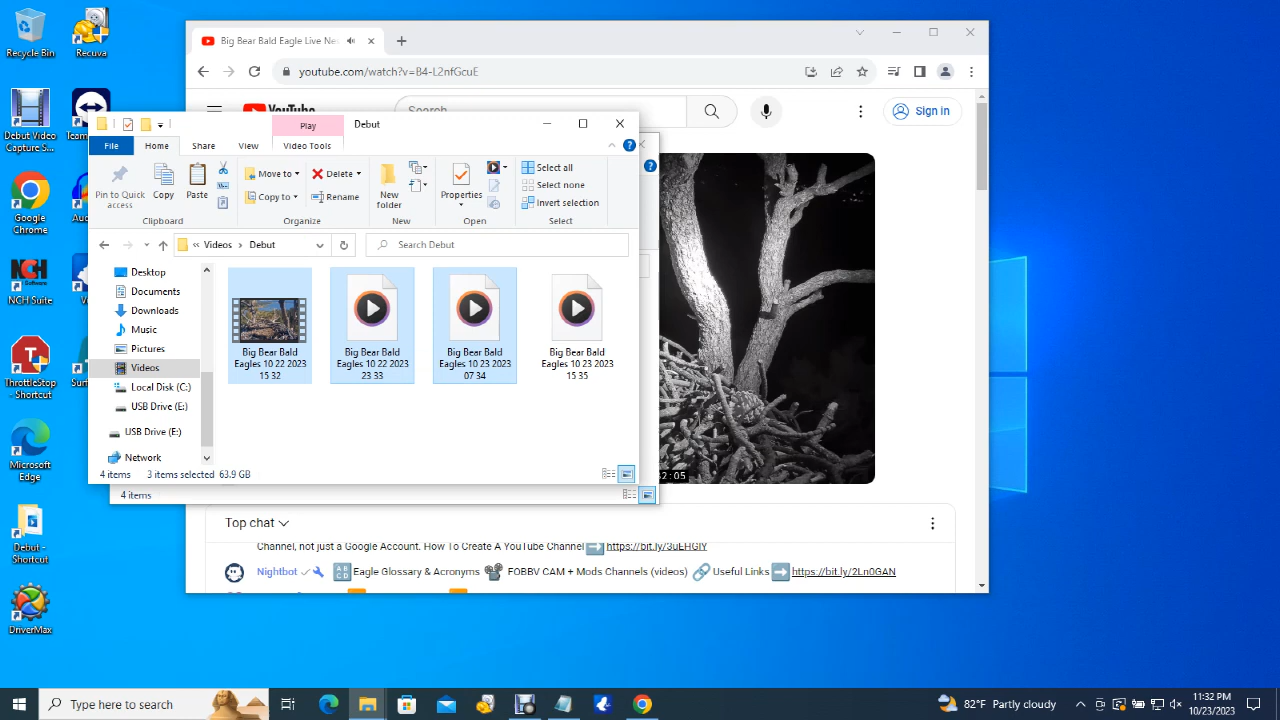 Recycle Bin
Recuva
Debut Video
Capture S...
Team
Google
Chrome
Au
NCH Suite
V
ThrottleStop
- Shortcut
Surf
Microsoft
Edge
Debut -
Shortcut
DriverMax
Big Bear Bald Eagle Live Ne
youtube.com/watch?v=B4-L2nfGcuE
YouTube
Search
Sign in
Play
Debut
File
Home
Share
View
Video Tools
Pin to Quick
access
Copy
Paste
Clipboard
Move to
Copy to
Delete
Rename
Organize
New
folder
New
Properties
Open
Select all
Select none
Invert selection
Select
Videos
Debut
Search Debut
Desktop
Documents
Downloads
Music
Pictures
Videos
Local Disk (C:)
USB Drive (E:)
USB Drive (E:)
Network
Big Bear Bald
Eagles 10 22 2023
15 32
Big Bear Bald
Eagles 10 22 2023
23 33
Big Bear Bald
Eagles 10 23 2023
07 34
Big Bear Bald
Eagles 10 23 2023
15 35
4 items
3 items selected 63.9 GB
4 items
:05
Top chat
Channel, not just a Google Account. How To Create A YouTube Channel https://bit.ly/3uEHGlY
Nightbot Eagle Glossary & Acronyms FOBBV CAM + Mods Channels (videos) Useful Links https://bit.ly/2Ln0GAN
Type here to search
82°F Partly cloudy
11:32 PM
10/23/2023